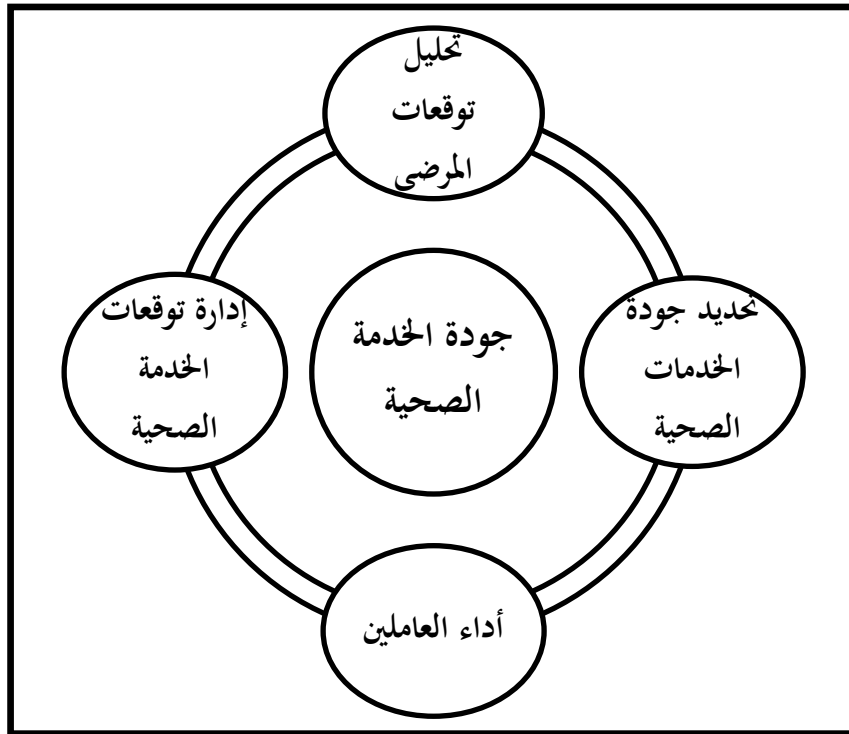 تحليل
توقعات
المرضى
تحديد جودة
الخدمات
الصحية
جودة الخدمة
الصحية
إدارة توقعات
الخدمة
الصحية
أداء العاملين